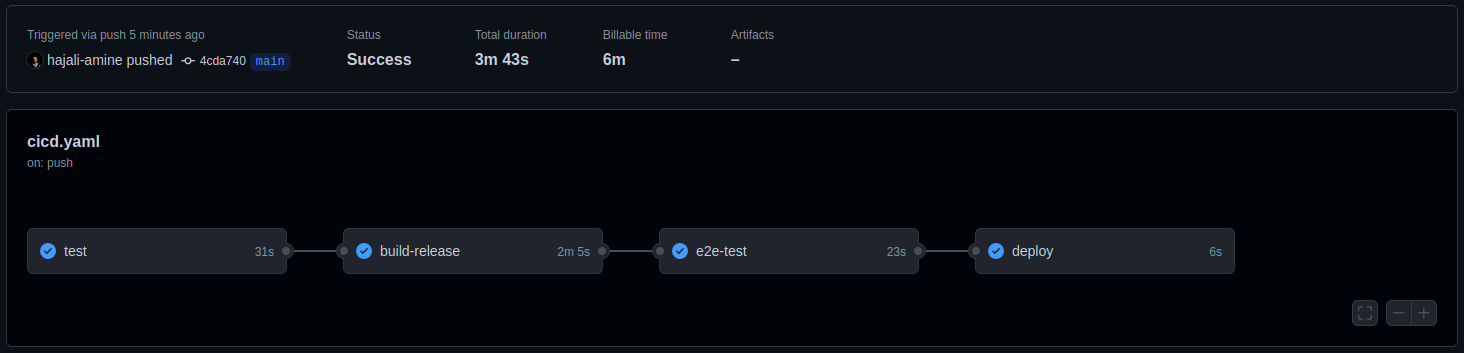 Triggered via push 5 minutes ago
hajali-amine pushed 4cda740 main
Status
Success
Total duration
3m 43s
Billable time
6m
Artifacts
–
cicd.yaml
on: push
test 31s
build-release 2m 5s
e2e-test 23s
deploy 6s